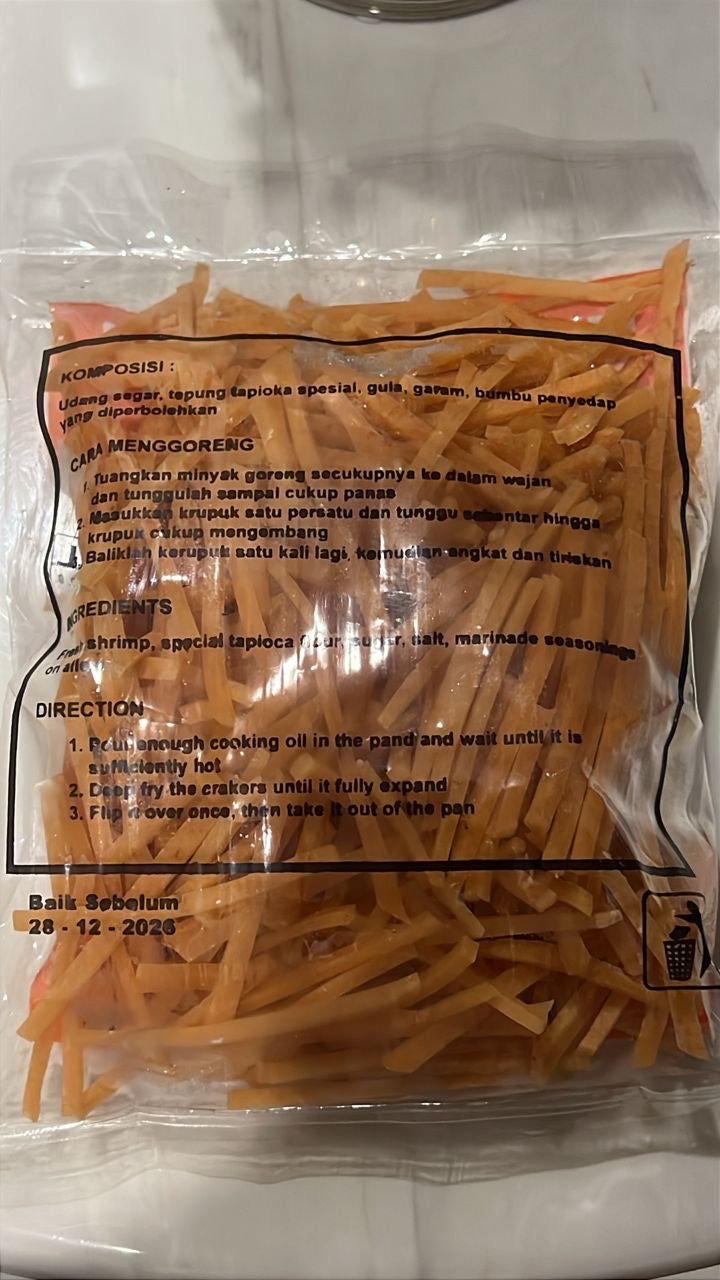 KOMPOSISI :
Udang segar, tepung tapioka spesial, gula, garam, bumbu penyedap
yang diperbolehkan
CARA MENGGORENG
1. Tuangkan minyak goreng secukupnya ke dalam wajan
dan tunggulah sampai cukup panas
2. Masukkan krupuk satu persatu dan tunggu sebentar hingga
krupuk cukup mengembang
3. Baliklah kerupuk satu kali lagi, kemudian angkat dan tiriskan
INGREDIENTS
Fresh shrimp, special tapioca flour, sugar, salt, marinade seasonings
on
DIRECTION
1. Pour enough cooking oil in the pand and wait until it is
sufficiently hot
2. Deep fry the crakers until it fully expand
3. Flip it over once, then take it out of the pan
Baik Sebelum
28 - 12 - 2026